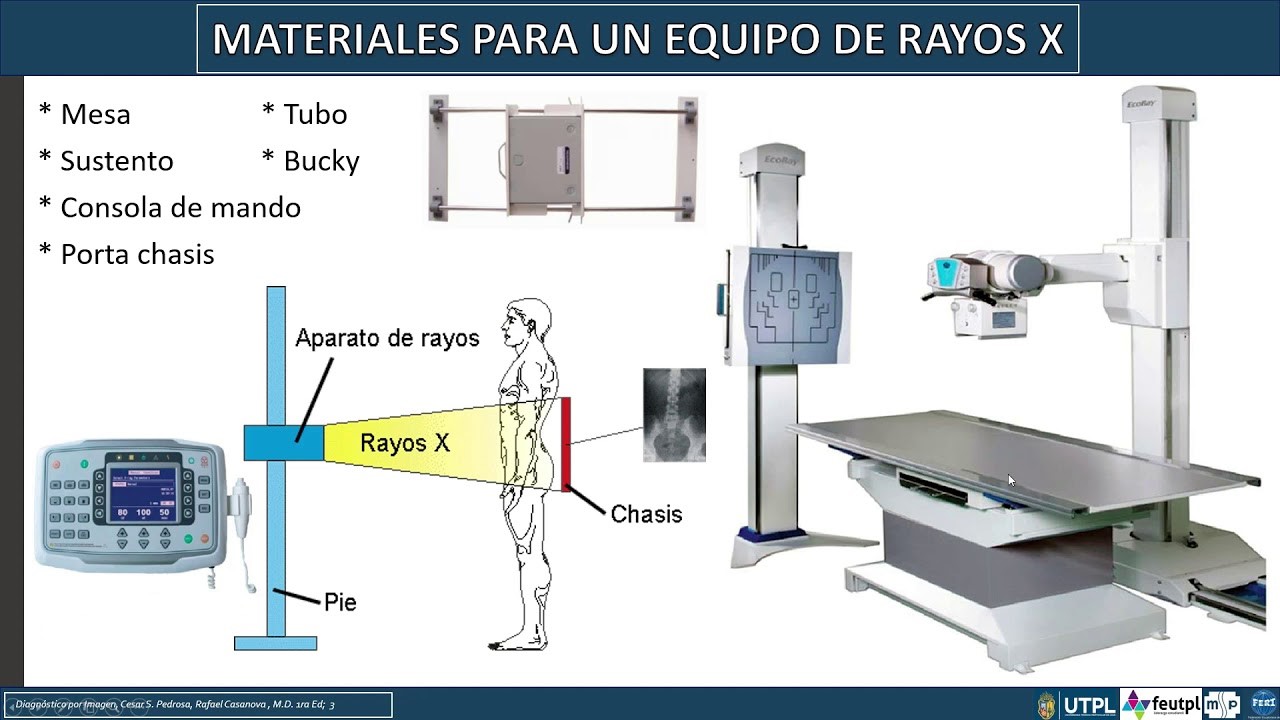 MATERIALES PARA UN EQUIPO DE RAYOS X
* Mesa
* Tubo
* Sustento
* Bucky
* Consola de mando
* Porta chasis
EcoRay
EcoRay
Aparato de rayos
Rayos X
Chasis
Pie
80 100 50
Diagnóstico por Imagen, Cesar S. Pedrosa, Rafael Casanova , M.D. 1ra Ed; 3
UTPL
feutpl
msp
FERI